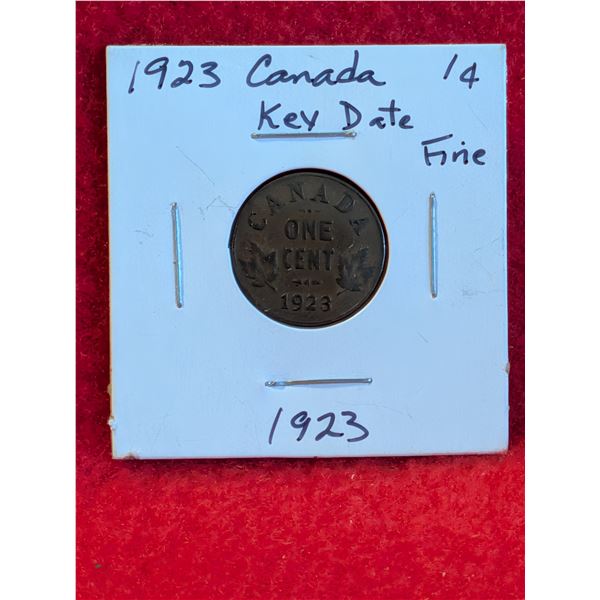 1923 Canada 1¢
Key Date
Fine
CANADA
ONE
CENT
1923
1923